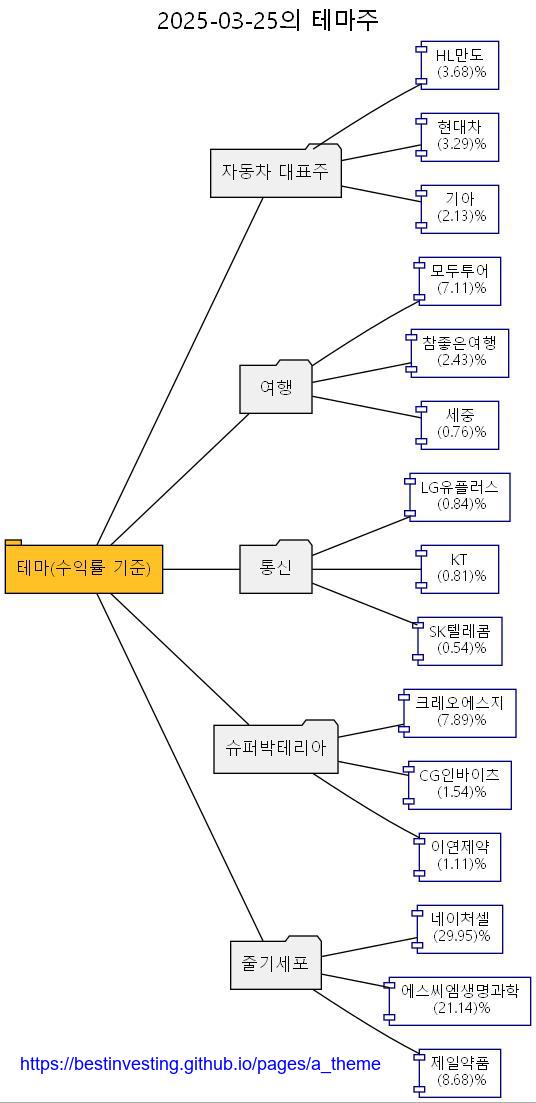 2025-03-25의 테마주
테마(수익률 기준)
자동차 대표주
HL만도
(3.68)%
현대차
(3.29)%
기아
(2.13)%
여행
모두투어
(7.11)%
참좋은여행
(2.43)%
세중
(0.76)%
통신
LG유플러스
(0.84)%
KT
(0.81)%
SK텔레콤
(0.54)%
슈퍼박테리아
크레오에스지
(7.89)%
CG인바이츠
(1.54)%
이연제약
(1.11)%
줄기세포
네이처셀
(29.95)%
에스씨엠생명과학
(21.14)%
제일약품
(8.68)%
https://bestinvesting.github.io/pages/a_theme